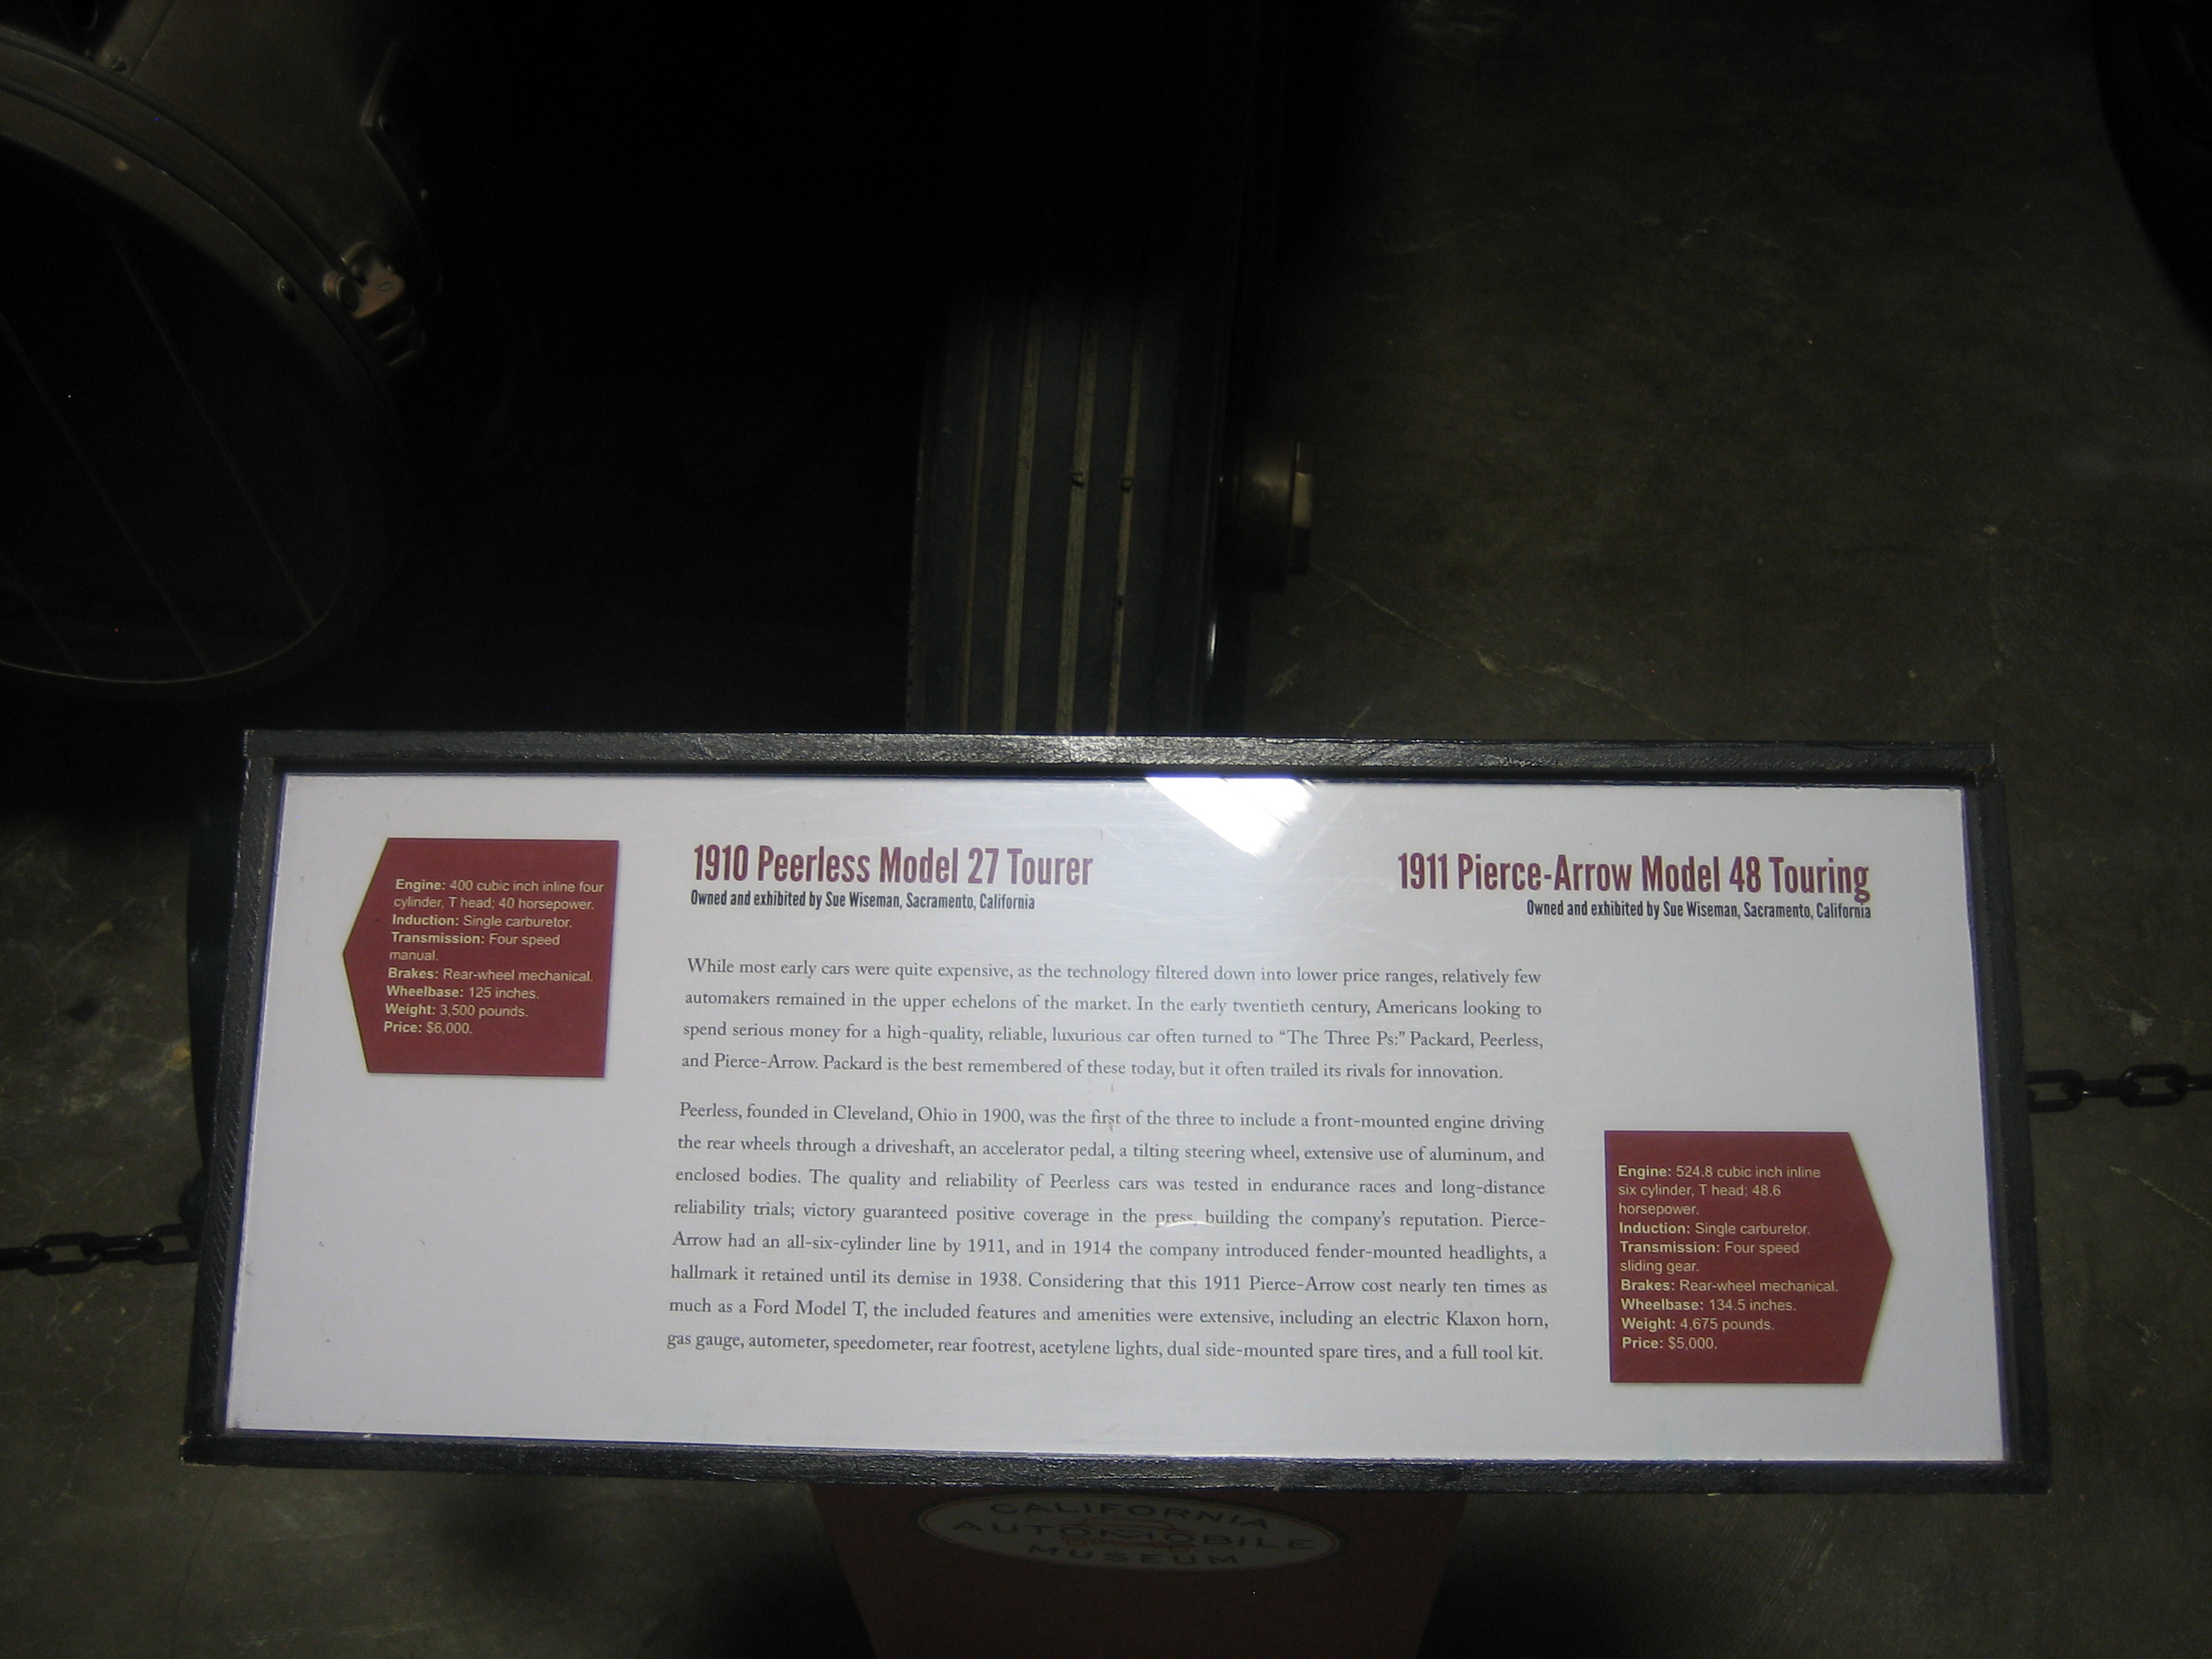 Engine: 400 cubic inch inline four
cylinder, T head; 40 horsepower.
Induction: Single carburetor.
Transmission: Four speed
manual.
Brakes: Rear-wheel mechanical.
Wheelbase: 125 inches.
Weight: 3,500 pounds.
Price: $6,000.
1910 Peerless Model 27 Tourer
Owned and exhibited by Sue Wiseman, Sacramento, California
1911 Pierce-Arrow Model 48 Touring
Owned and exhibited by Sue Wiseman, Sacramento, California
While most early cars were quite expensive, as the technology filtered down into lower price ranges, relatively few
automakers remained in the upper echelons of the market. In the early twentieth century, Americans looking to
spend serious money for a high-quality, reliable, luxurious car often turned to “The Three Ps:” Packard, Peerless,
and Pierce-Arrow. Packard is the best remembered of these today, but it often trailed its rivals for innovation.
Peerless, founded in Cleveland, Ohio in 1900, was the first of the three to include a front-mounted engine driving
the rear wheels through a driveshaft, an accelerator pedal, a tilting steering wheel, extensive use of aluminum, and
enclosed bodies. The quality and reliability of Peerless cars was tested in endurance races and long-distance
reliability trials; victory guaranteed positive coverage in the press, building the company’s reputation. Pierce-
Arrow had an all-six-cylinder line by 1911, and in 1914 the company introduced fender-mounted headlights, a
hallmark it retained until its demise in 1938. Considering that this 1911 Pierce-Arrow cost nearly ten times as
much as a Ford Model T, the included features and amenities were extensive, including an electric Klaxon horn,
gas gauge, autometer, speedometer, rear footrest, acetylene lights, dual side-mounted spare tires, and a full tool kit.
Engine: 524.8 cubic inch inline
six cylinder, T head; 48.6
horsepower.
Induction: Single carburetor.
Transmission: Four speed
sliding gear.
Brakes: Rear-wheel mechanical.
Wheelbase: 134.5 inches.
Weight: 4,675 pounds.
Price: $5,000.
CALIFORNIA
AUTOMOBILE
MUSEUM